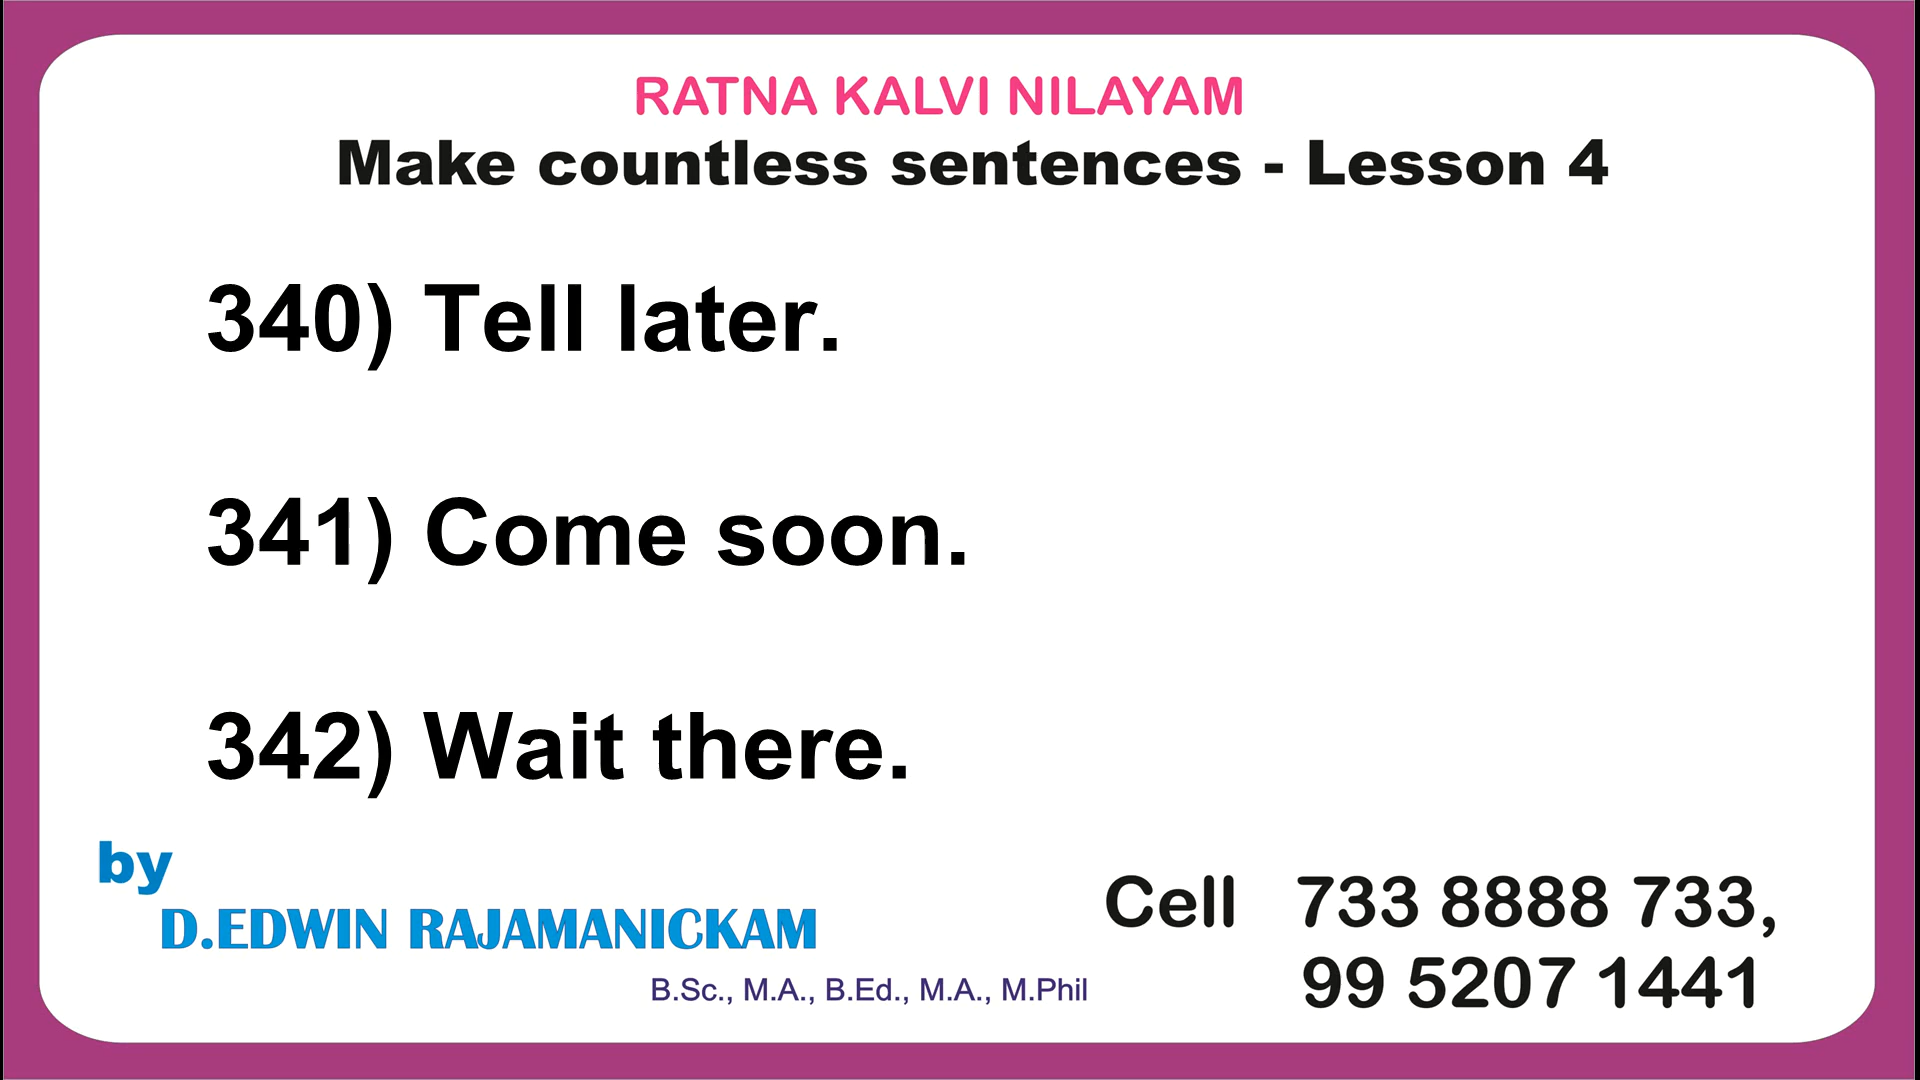 RATNA KALVI NILAYAM
Make countless sentences - Lesson 4
340) Tell later.
341) Come soon.
342) Wait there.
by
D.EDWIN RAJAMANICKAM
B.Sc., M.A., B.Ed., M.A., M.Phil
Cell 733 8888 733,
99 5207 1441